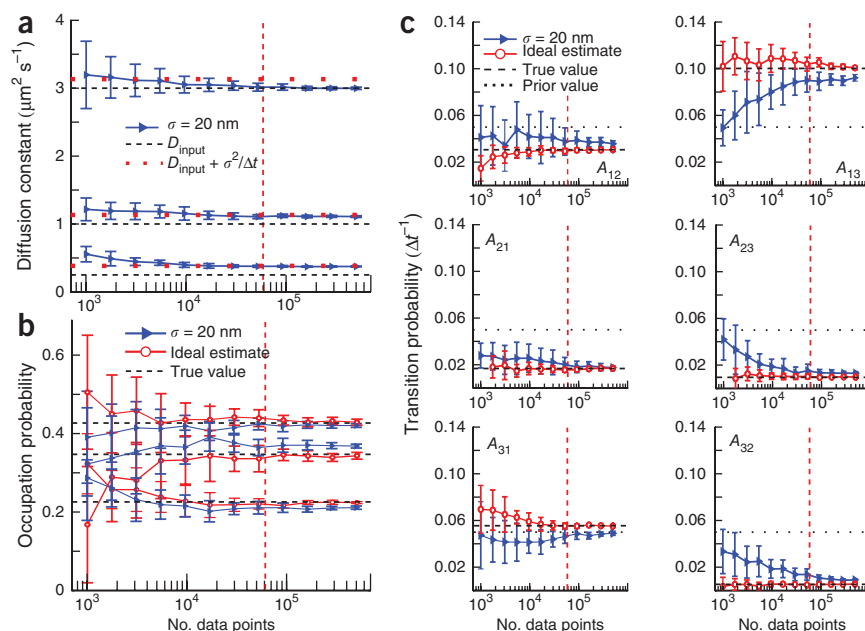 a
Diffusion constant (μm² s⁻¹)
4
3
2
1
0
σ = 20 nm
D_input
D_input + σ²/Δt
10³
10⁴
10⁵
b
Occupation probability
0.6
0.4
0.2
0
σ = 20 nm
Ideal estimate
True value
10³
10⁴
10⁵
No. data points
c
Transition probability (Δt⁻¹)
0.14
0.10
0.06
0.02
σ = 20 nm
Ideal estimate
True value
Prior value
A₁₂
10³
10⁴
10⁵
0.14
0.10
0.06
0.02
A₁₃
10³
10⁴
10⁵
0.14
0.10
0.06
0.02
A₂₁
10³
10⁴
10⁵
0.14
0.10
0.06
0.02
A₂₃
10³
10⁴
10⁵
0.14
0.10
0.06
0.02
A₃₁
10³
10⁴
10⁵
No. data points
0.14
0.10
0.06
0.02
A₃₂
10³
10⁴
10⁵
No. data points